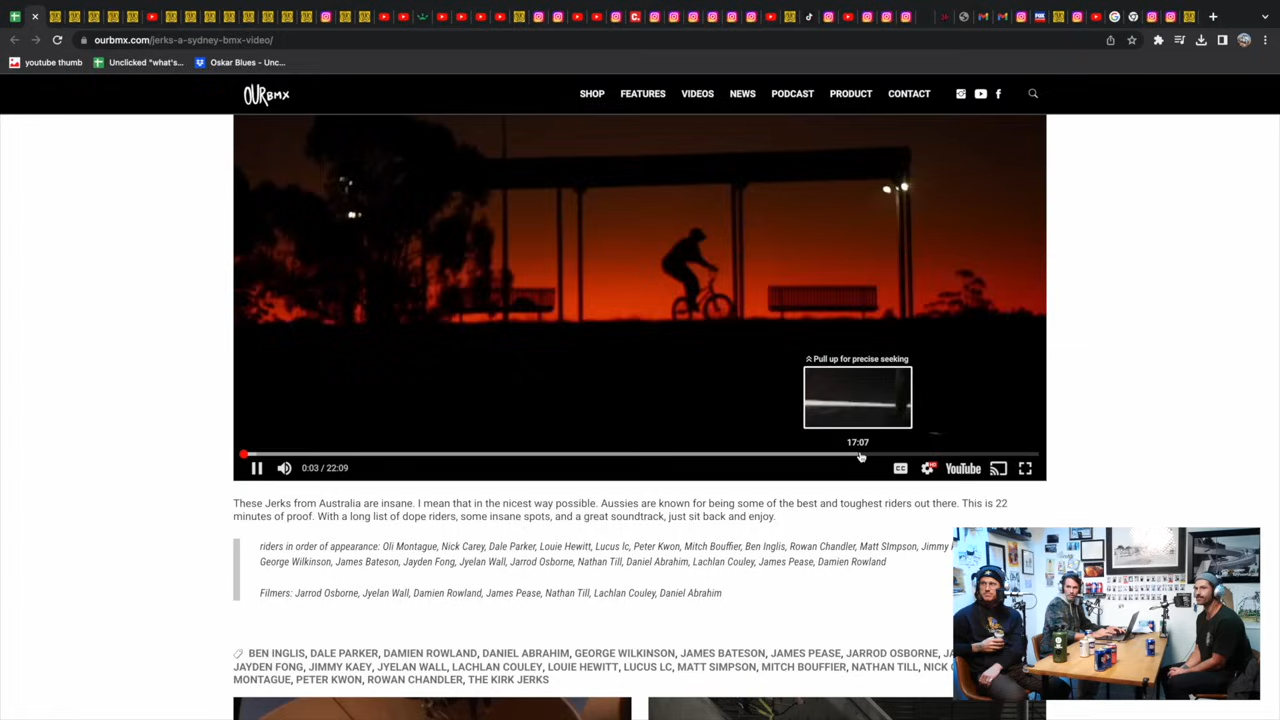 ourbmx.com/jerks-a-sydney-bmx-video/
youtube thumb
Unclicked "what's...
Oskar Blues - Unc...
OURBMX
SHOP FEATURES VIDEOS NEWS PODCAST PRODUCT CONTACT
Pull up for precise seeking
17:07
0:03 / 22:09
CC
HD
YouTube
These Jerks from Australia are insane. I mean that in the nicest way possible. Aussies are known for being some of the best and toughest riders out there. This is 22
minutes of proof. With a long list of dope riders, some insane spots, and a great soundtrack, just sit back and enjoy.
riders in order of appearance: Oli Montague, Nick Carey, Dale Parker, Louie Hewitt, Lucus lc, Peter Kwon, Mitch Bouffier, Ben Inglis, Rowan Chandler, Matt SImpson, Jimmy
George Wilkinson, James Bateson, Jayden Fong, Jyelan Wall, Jarrod Osborne, Nathan Till, Daniel Abrahim, Lachlan Couley, James Pease, Damien Rowland
Filmers: Jarrod Osborne, Jyelan Wall, Damien Rowland, James Pease, Nathan Till, Lachlan Couley, Daniel Abrahim
BEN INGLIS, DALE PARKER, DAMIEN ROWLAND, DANIEL ABRAHIM, GEORGE WILKINSON, JAMES BATESON, JAMES PEASE, JARROD OSBORNE,
JAYDEN FONG, JIMMY KAEY, JYELAN WALL, LACHLAN COULEY, LOUIE HEWITT, LUCUS LC, MATT SIMPSON, MITCH BOUFFIER, NATHAN TILL, NICK
MONTAGUE, PETER KWON, ROWAN CHANDLER, THE KIRK JERKS